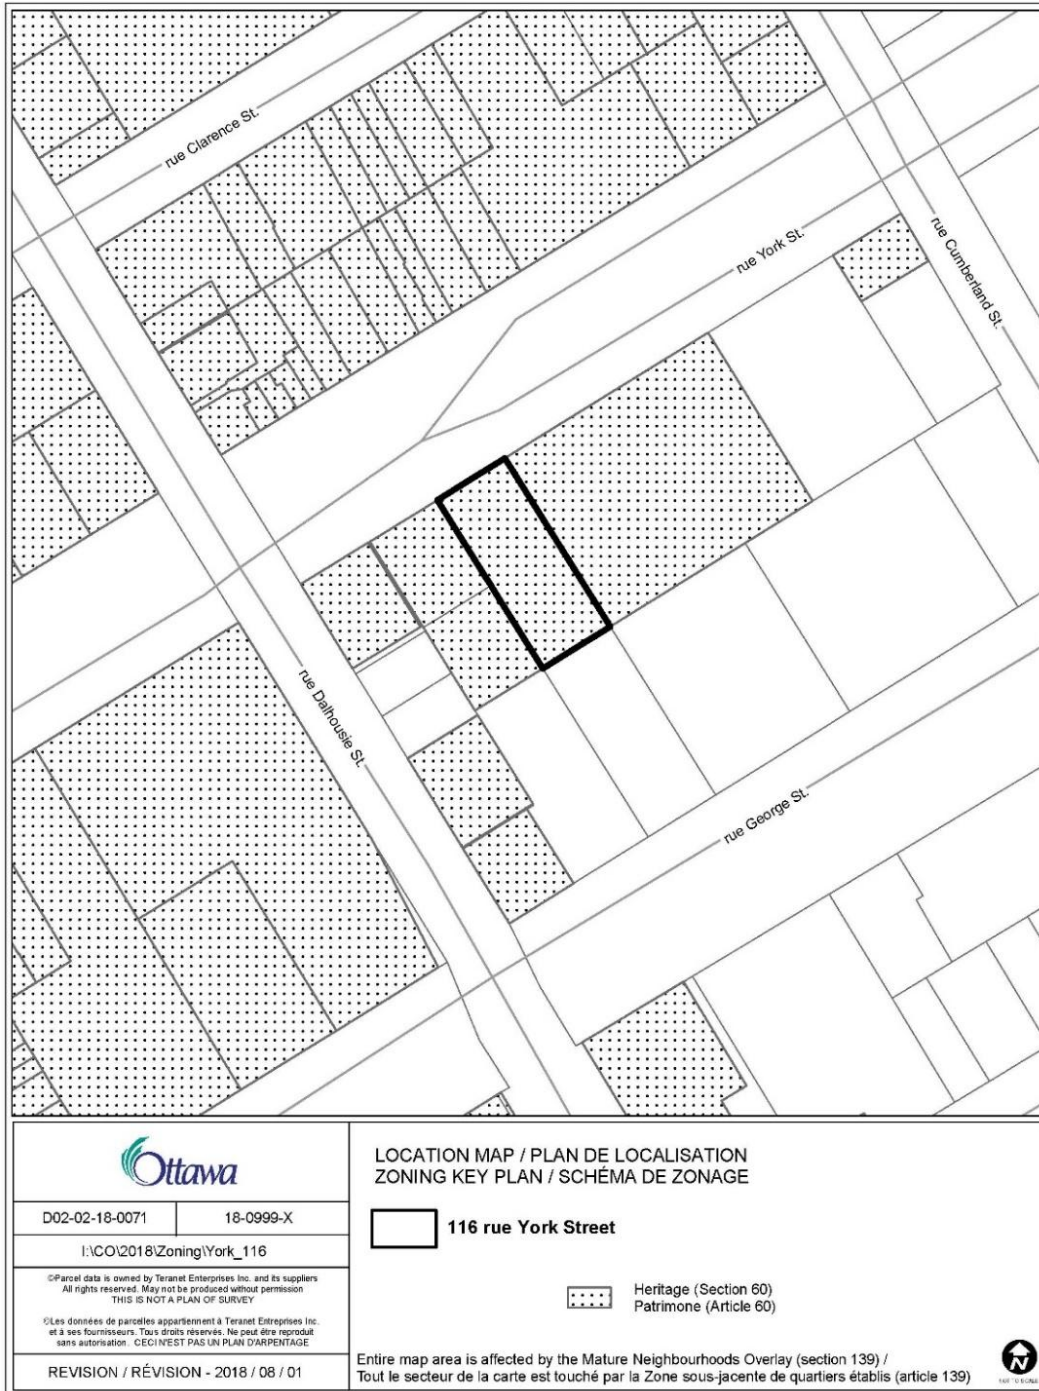 rue Clarence St.
rue York St.
rue Cumberland St.
rue Dalhousie St.
rue George St.
Ottawa
D02-02-18-0071
18-0999-X
I:\CO\2018\Zoning\York_116
©Parcel data is owned by Teranet Enterprises Inc. and its suppliers
All rights reserved. May not be produced without permission
THIS IS NOT A PLAN OF SURVEY
©Les données de parcelles appartiennent à Teranet Entreprises Inc.
et à ses fournisseurs. Tous droits réservés. Ne peut être reproduit
sans autorisation. CECI N'EST PAS UN PLAN D'ARPENTAGE
REVISION / RÉVISION - 2018 / 08 / 01
LOCATION MAP / PLAN DE LOCALISATION
ZONING KEY PLAN / SCHÉMA DE ZONAGE
116 rue York Street
Heritage (Section 60)
Patrimone (Article 60)
Entire map area is affected by the Mature Neighbourhoods Overlay (section 139) /
Tout le secteur de la carte est touché par la Zone sous-jacente de quartiers établis (article 139)
N
NOT TO SCALE